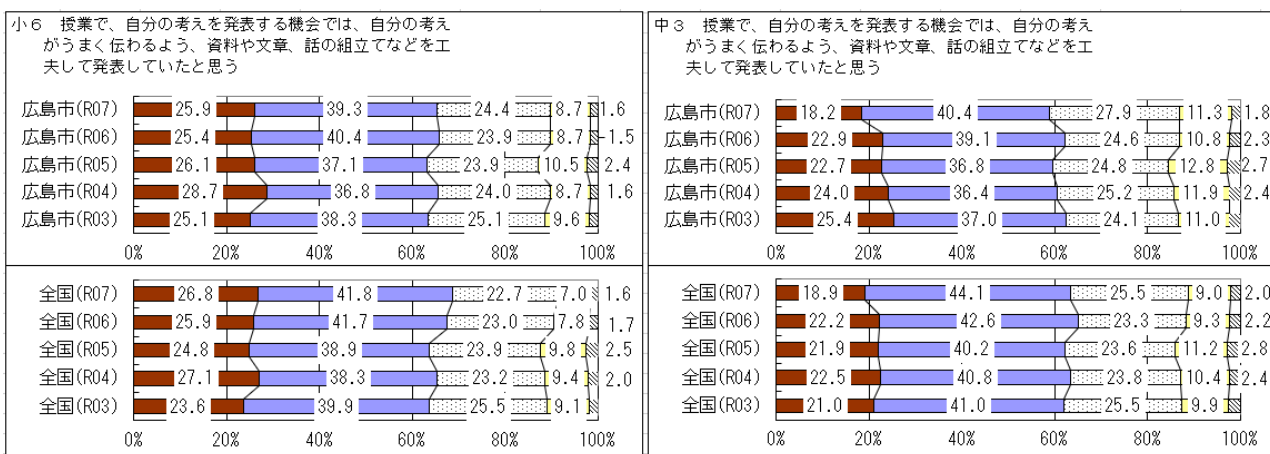 小６　授業で、自分の考えを発表する機会では、自分の考え
がうまく伝わるよう、資料や文章、話の組立てなどを工
夫して発表していたと思う
広島市(R07) 25.9 39.3 24.4 8.7 1.6
広島市(R06) 25.4 40.4 23.9 8.7 1.5
広島市(R05) 26.1 37.1 23.9 10.5 2.4
広島市(R04) 28.7 36.8 24.0 8.7 1.6
広島市(R03) 25.1 38.3 25.1 9.6
0% 20% 40% 60% 80% 100%
全国(R07) 26.8 41.8 22.7 7.0 1.6
全国(R06) 25.9 41.7 23.0 7.8 1.7
全国(R05) 24.8 38.9 23.9 9.8 2.5
全国(R04) 27.1 38.3 23.2 9.4 2.0
全国(R03) 23.6 39.9 25.5 9.1
0% 20% 40% 60% 80% 100%
中３　授業で、自分の考えを発表する機会では、自分の考え
がうまく伝わるよう、資料や文章、話の組立てなどを工
夫して発表していたと思う
広島市(R07) 18.2 40.4 27.9 11.3 1.8
広島市(R06) 22.9 39.1 24.6 10.8 2.3
広島市(R05) 22.7 36.8 24.8 12.8 2.7
広島市(R04) 24.0 36.4 25.2 11.9 2.4
広島市(R03) 25.4 37.0 24.1 11.0
0% 20% 40% 60% 80% 100%
全国(R07) 18.9 44.1 25.5 9.0 2.0
全国(R06) 22.2 42.6 23.3 9.3 2.2
全国(R05) 21.9 40.2 23.6 11.2 2.8
全国(R04) 22.5 40.8 23.8 10.4 2.4
全国(R03) 21.0 41.0 25.5 9.9
0% 20% 40% 60% 80% 100%